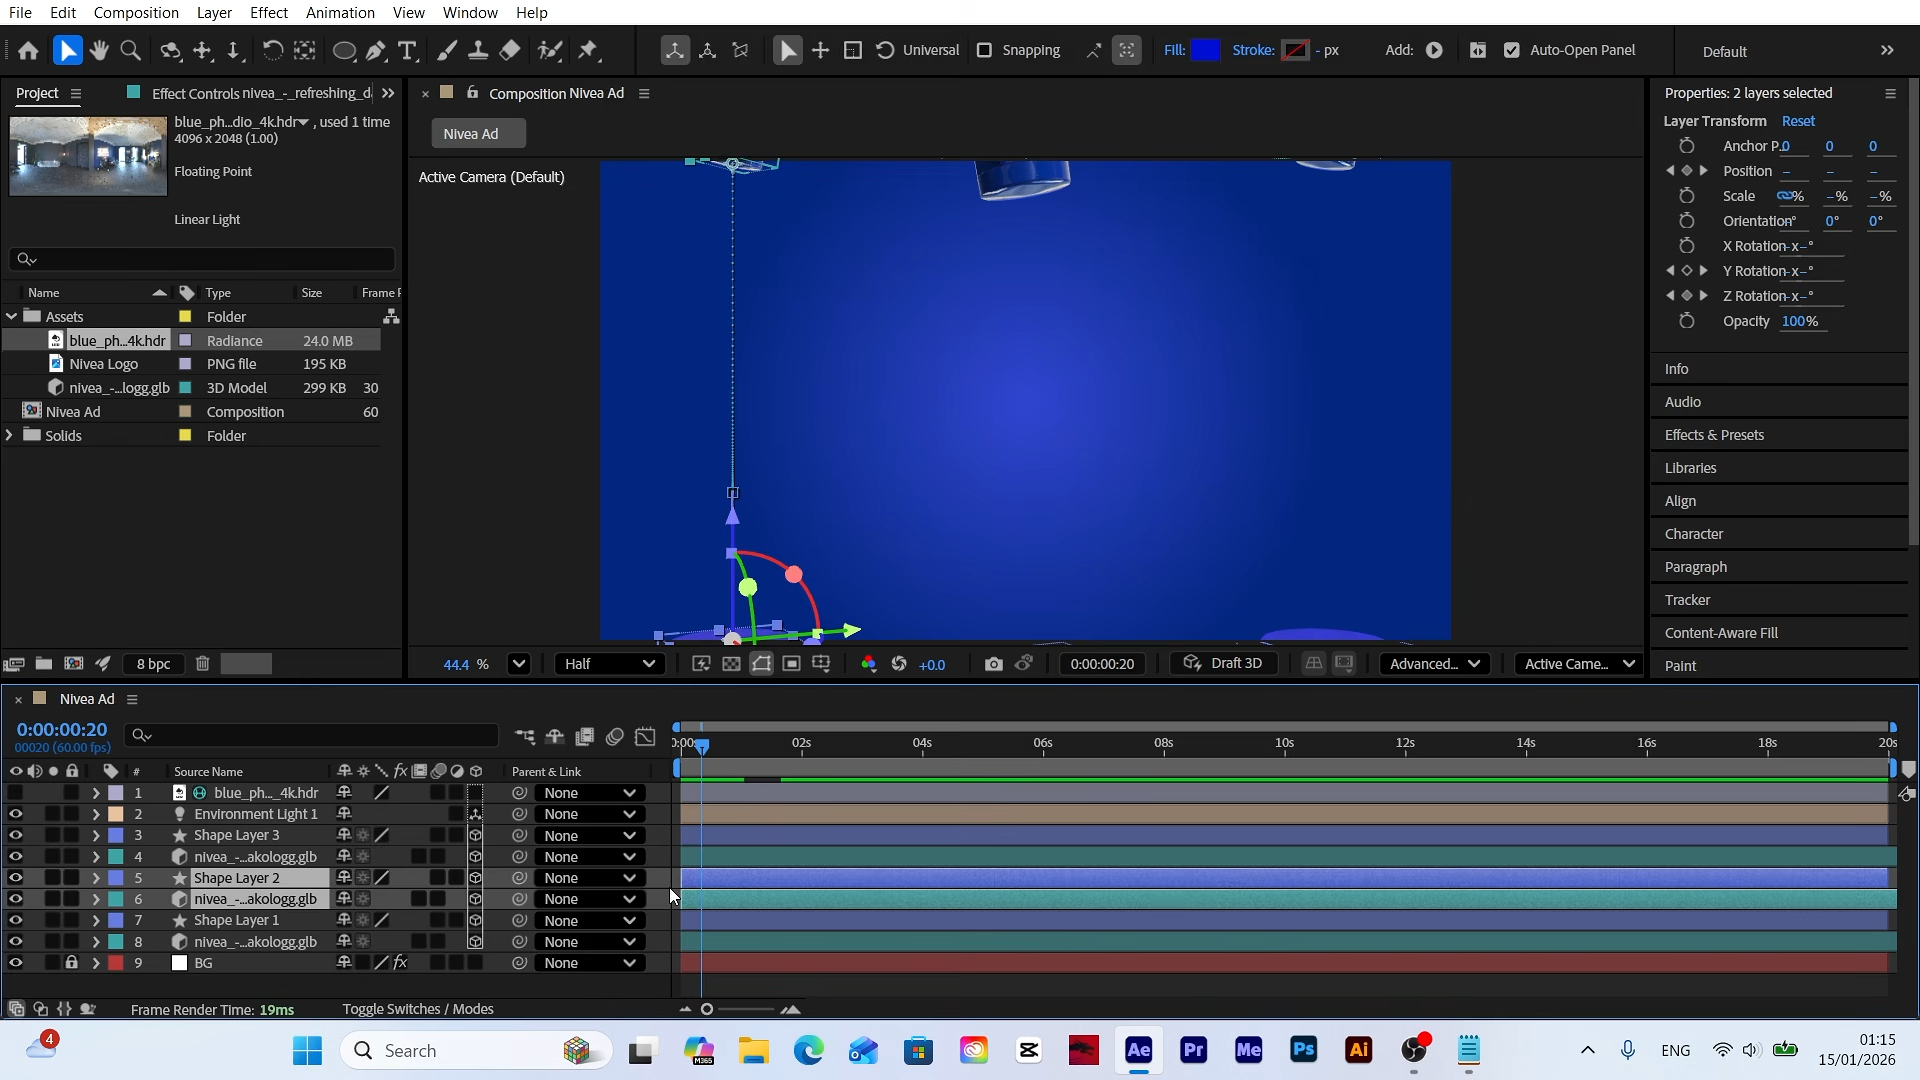 File Edit Composition Layer Effect Animation View Window Help
Universal Snapping Fill: Stroke: - px Add: Auto-Open Panel Default
Project Effect Controls nivea_-_refreshing_d
Composition Nivea Ad
Properties: 2 layers selected
blue_ph...dio_4k.hdr , used 1 time
4096 x 2048 (1.00)
Floating Point
Linear Light
Nivea Ad
Active Camera (Default)
Layer Transform Reset
Anchor P. 0 0 0
Position – – –
Scale % –% –%
Orientation ° 0° 0°
X Rotation –x–°
Y Rotation –x–°
Z Rotation –x–°
Opacity 100%
Info
Audio
Effects & Presets
Libraries
Align
Character
Paragraph
Tracker
Content-Aware Fill
Paint
Name Type Size Frame R
Assets Folder
blue_ph...4k.hdr Radiance 24.0 MB
Nivea Logo PNG file 195 KB
nivea_-...logg.glb 3D Model 299 KB 30
Nivea Ad Composition 60
Solids Folder
8 bpc
44.4 % Half +0.0 0:00:00:20 Draft 3D Advanced... Active Came...
Nivea Ad
0:00:00:20
00020 (60.00 fps)
0:00 02s 04s 06s 08s 10s 12s 14s 16s 18s 20s
# Source Name fx Parent & Link
1 blue_ph..._4k.hdr None
2 Environment Light 1 None
3 Shape Layer 3 None
4 nivea_-...akologg.glb None
5 Shape Layer 2 None
6 nivea_-...akologg.glb None
7 Shape Layer 1 None
8 nivea_-...akologg.glb None
9 BG fx None
Frame Render Time: 19ms Toggle Switches / Modes
4 Search M365 Ae Pr Me Ps Ai ENG 01:15
15/01/2026